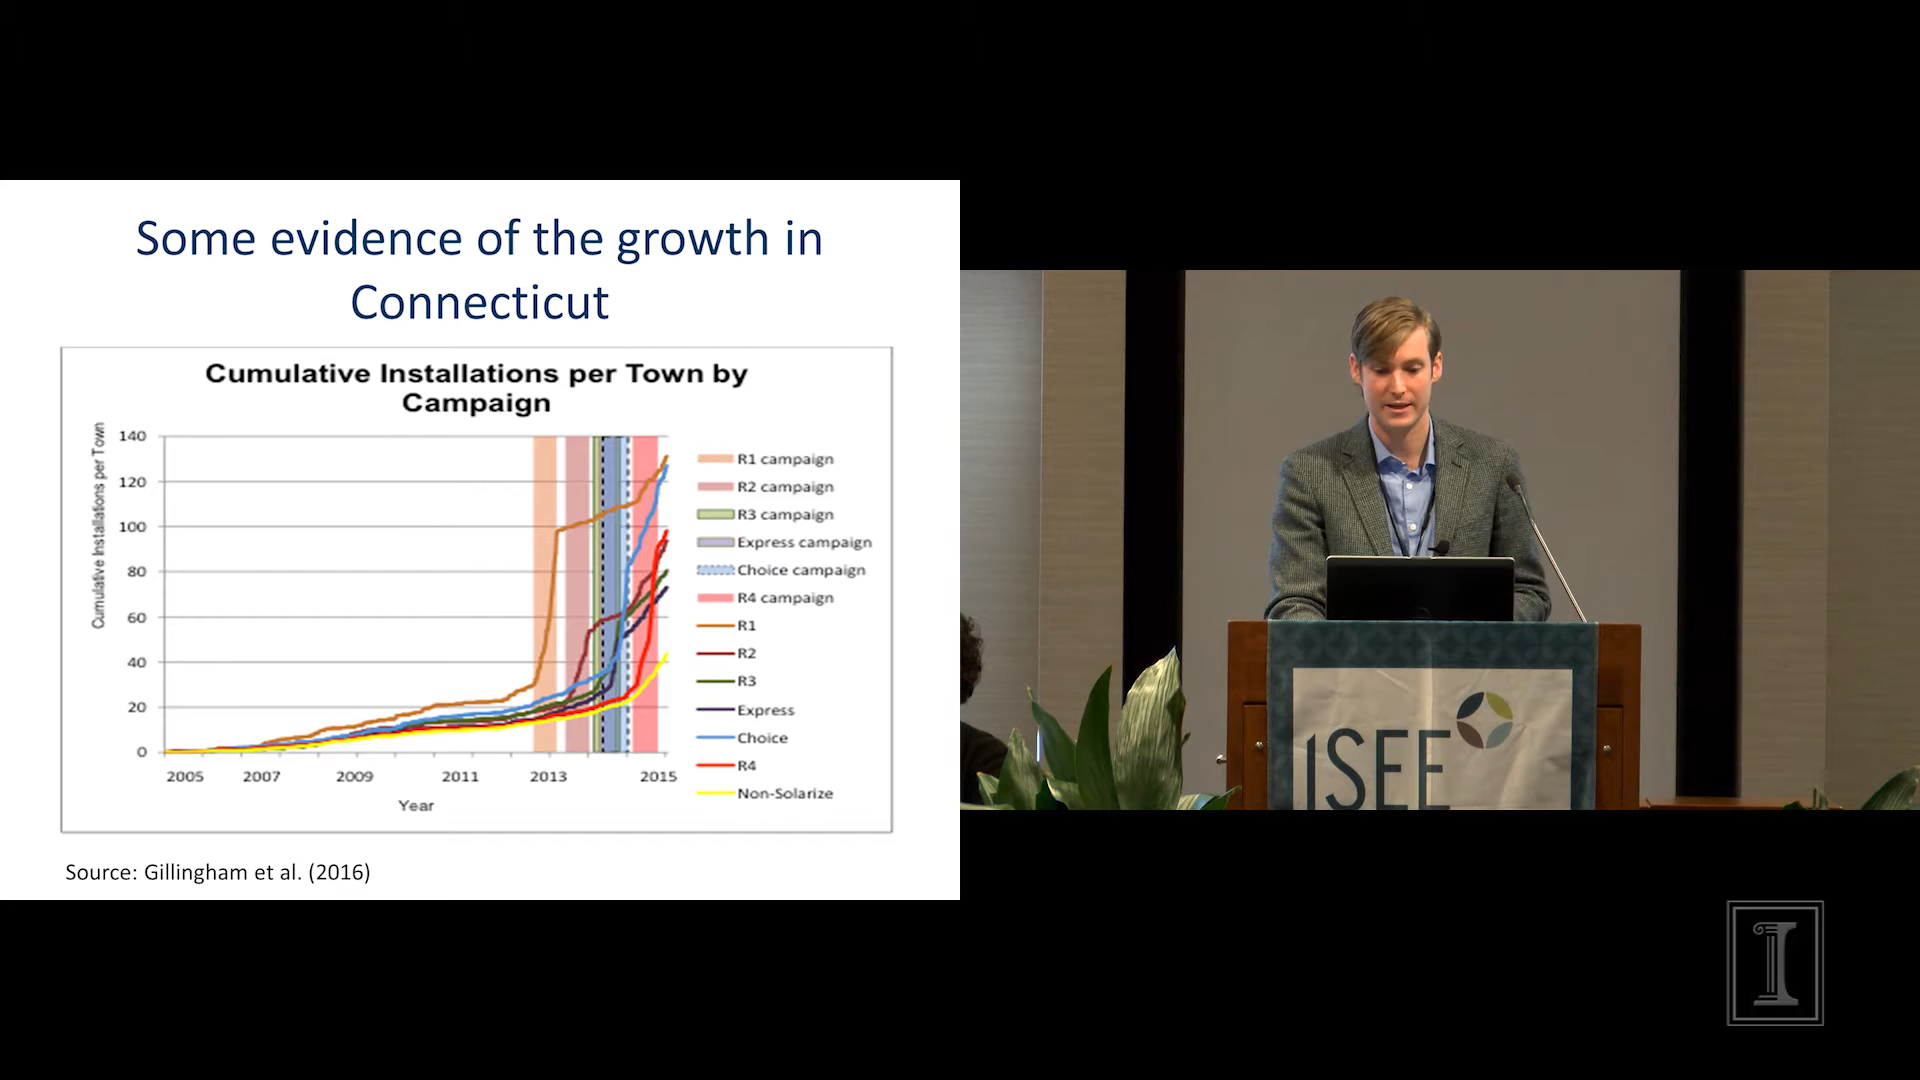 Some evidence of the growth in
Connecticut
Cumulative Installations per Town by
Campaign
Cumulative Installations per Town
140
120
100
80
60
40
20
0
2005 2007 2009 2011 2013 2015
Year
R1 campaign
R2 campaign
R3 campaign
Express campaign
Choice campaign
R4 campaign
R1
R2
R3
Express
Choice
R4
Non-Solarize
Source: Gillingham et al. (2016)
ISEE
I